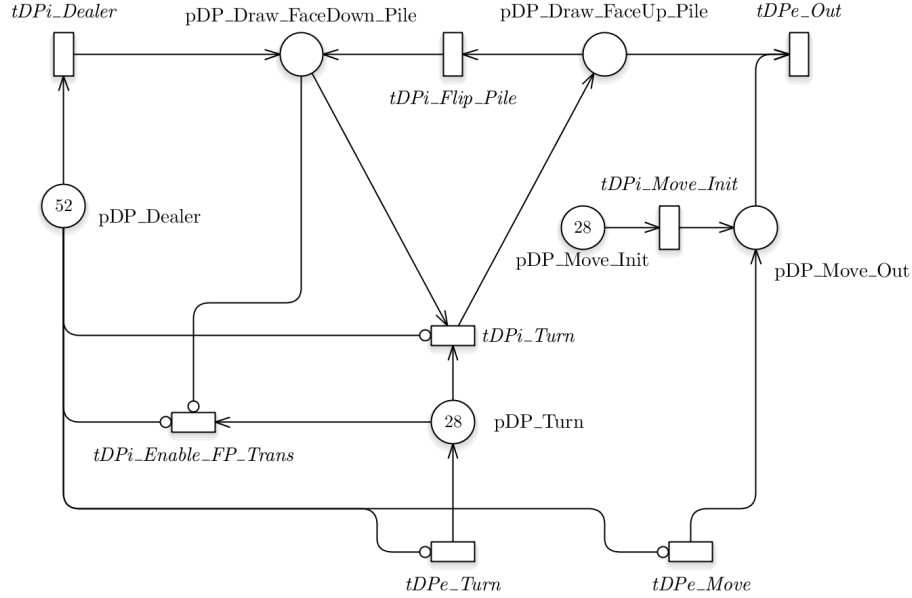 tDPi_Dealer
pDP_Draw_FaceDown_Pile
pDP_Draw_FaceUp_Pile
tDPe_Out
tDPi_Flip_Pile
tDPi_Move_Init
52
pDP_Dealer
28
pDP_Move_Init
pDP_Move_Out
tDPi_Turn
28
pDP_Turn
tDPi_Enable_FP_Trans
tDPe_Turn
tDPe_Move